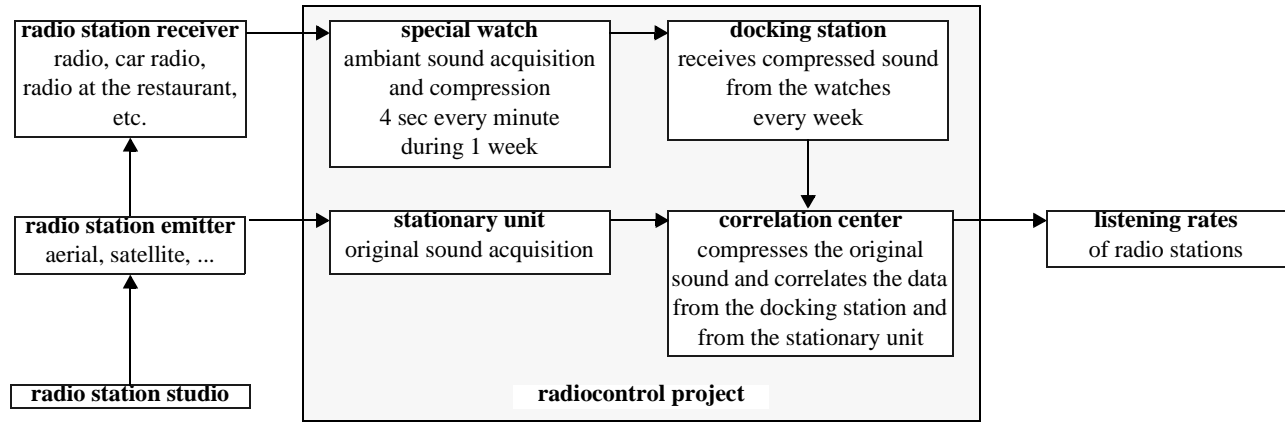 radio station receiver
radio, car radio,
radio at the restaurant,
etc.
special watch
ambiant sound acquisition
and compression
4 sec every minute
during 1 week
docking station
receives compressed sound
from the watches
every week
radio station emitter
aerial, satellite, ...
stationary unit
original sound acquisition
correlation center
compresses the original
sound and correlates the data
from the docking station and
from the stationary unit
listening rates
of radio stations
radio station studio
radiocontrol project